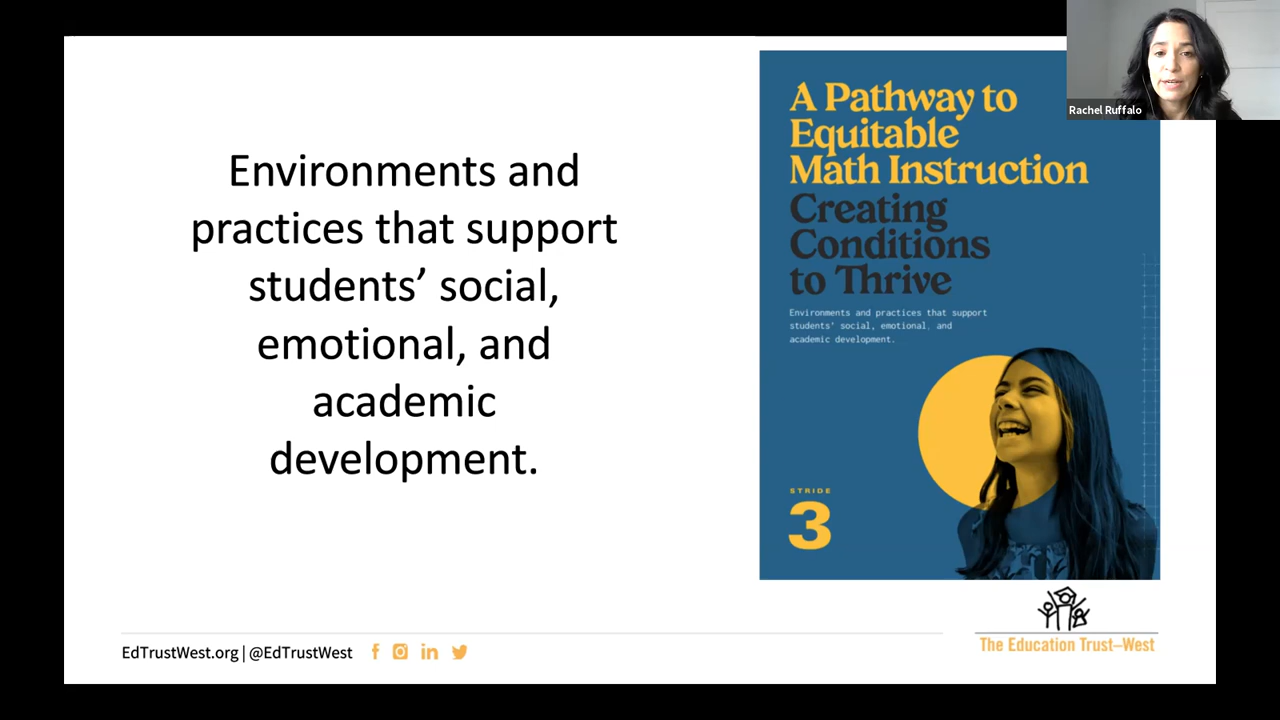 Environments and
practices that support
students’ social,
emotional, and
academic
development.
A Pathway to
Equitable
Math Instruction
Creating
Conditions
to Thrive
Environments and practices that support
students’ social, emotional, and
academic development.
STRIDE
3
Rachel Ruffalo
EdTrustWest.org | @EdTrustWest
The Education Trust—West